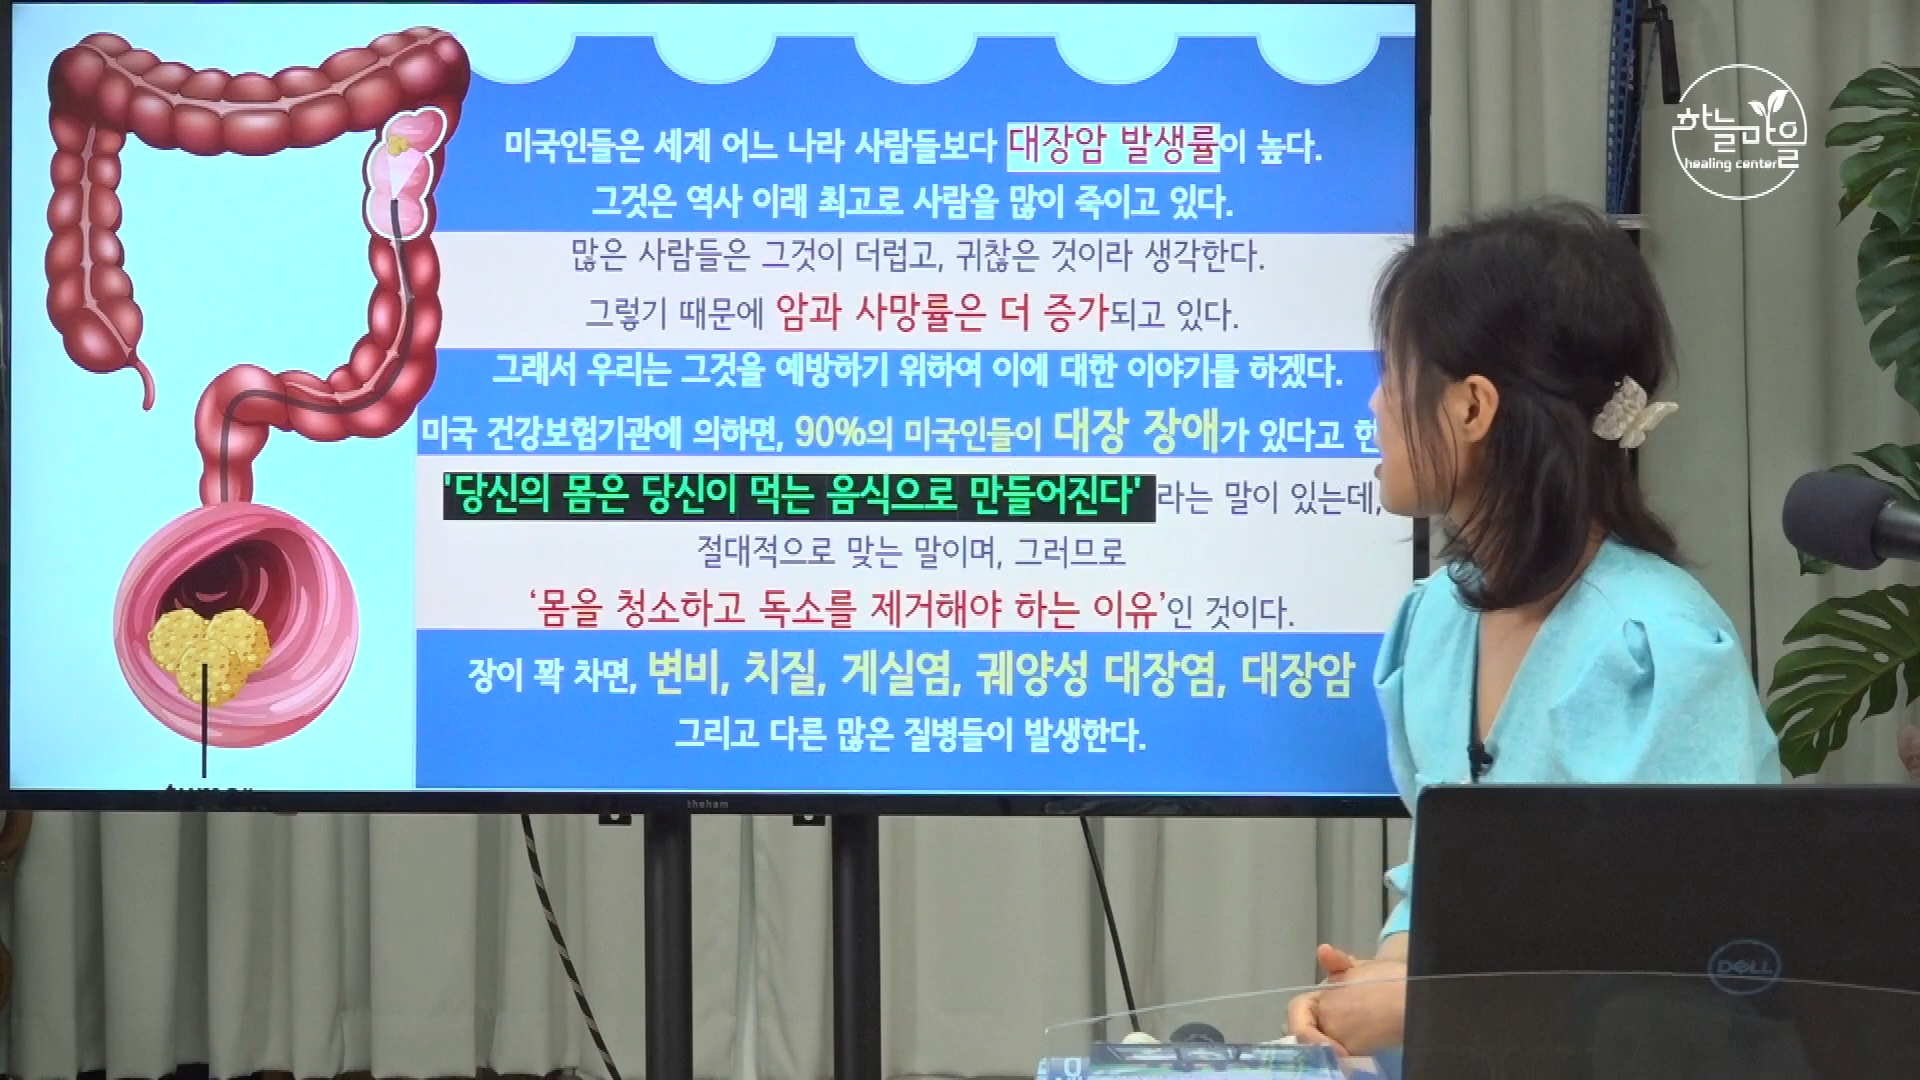 미국인들은 세계 어느 나라 사람들보다 대장암 발생률이 높다.
그것은 역사 이래 최고로 사람을 많이 죽이고 있다.
많은 사람들은 그것이 더럽고, 귀찮은 것이라 생각한다.
그렇기 때문에 암과 사망률은 더 증가되고 있다.
그래서 우리는 그것을 예방하기 위하여 이에 대한 이야기를 하겠다.
미국 건강보험기관에 의하면, 90%의 미국인들이 대장 장애가 있다고 한
'당신의 몸은 당신이 먹는 음식으로 만들어진다' 라는 말이 있는데,
절대적으로 맞는 말이며, 그러므로
‘몸을 청소하고 독소를 제거해야 하는 이유’인 것이다.
장이 꽉 차면, 변비, 치질, 게실염, 궤양성 대장염, 대장암
그리고 다른 많은 질병들이 발생한다.
tumor
theham
하늘마을
healing center
DELL